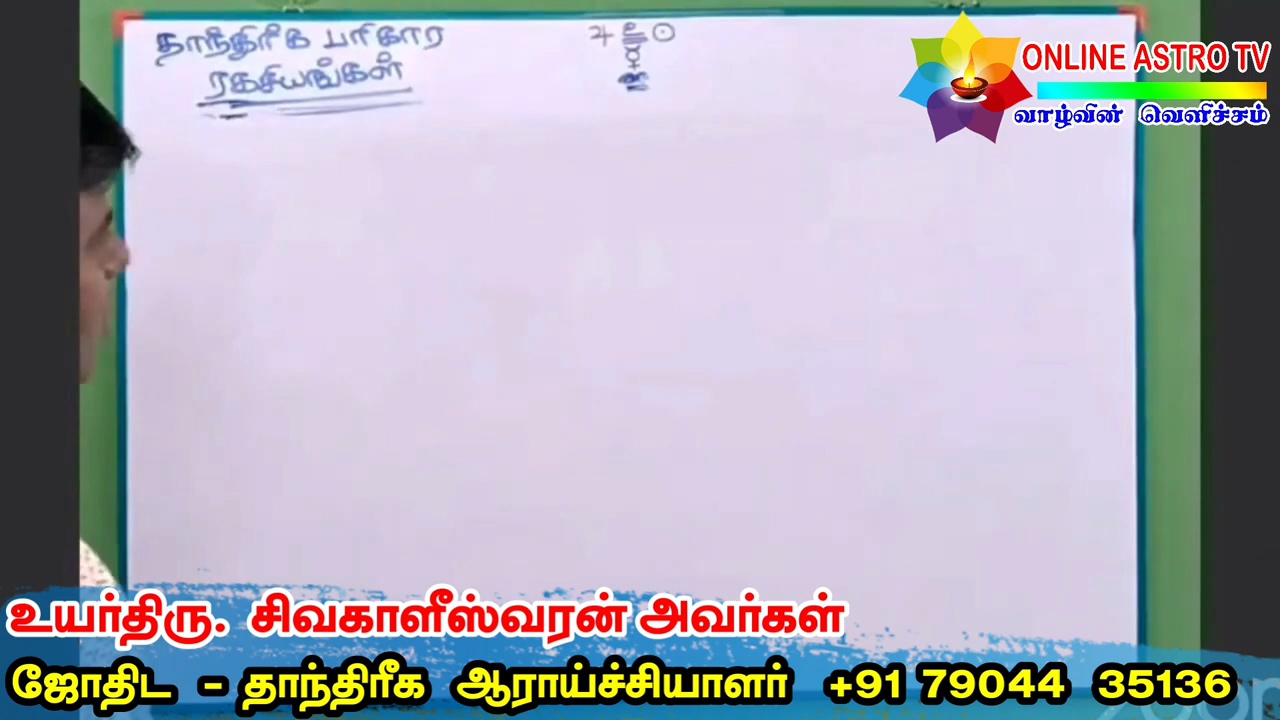 தாந்திரீக பரிகார
ரகசியங்கள்
ONLINE ASTRO TV
வாழ்வின் வெளிச்சம்
உயர்திரு. சிவகாளீஸ்வரன் அவர்கள்
ஜோதிட - தாந்திரீக ஆராய்ச்சியாளர் +91 79044 35136